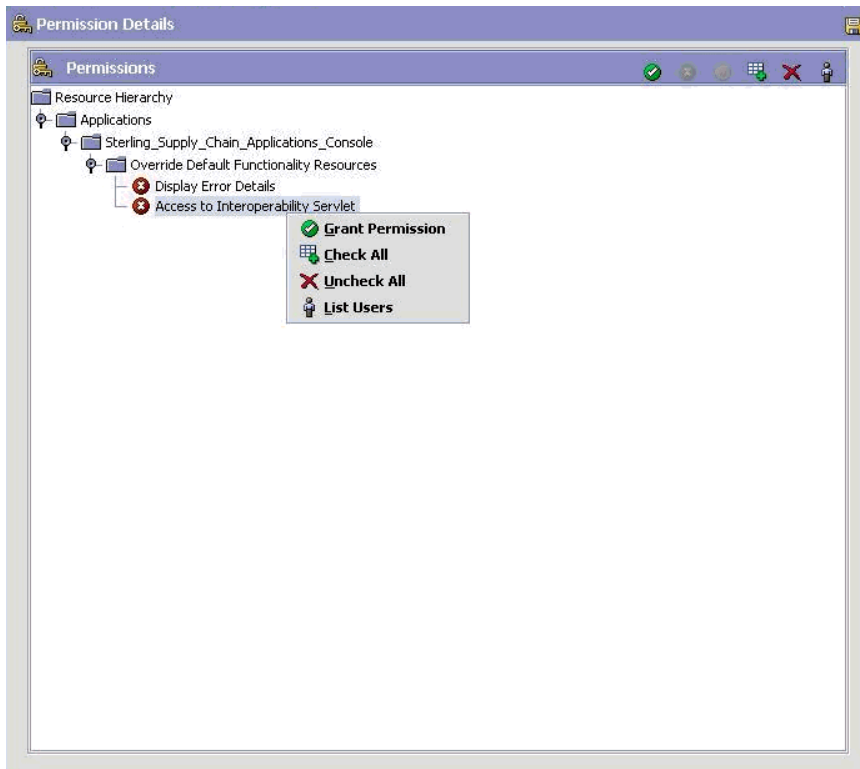 Permission Details
Permissions
Resource Hierarchy
Applications
Sterling_Supply_Chain_Applications_Console
Override Default Functionality Resources
Display Error Details
Access to Interoperability Servlet
Grant Permission
Check All
Uncheck All
List Users